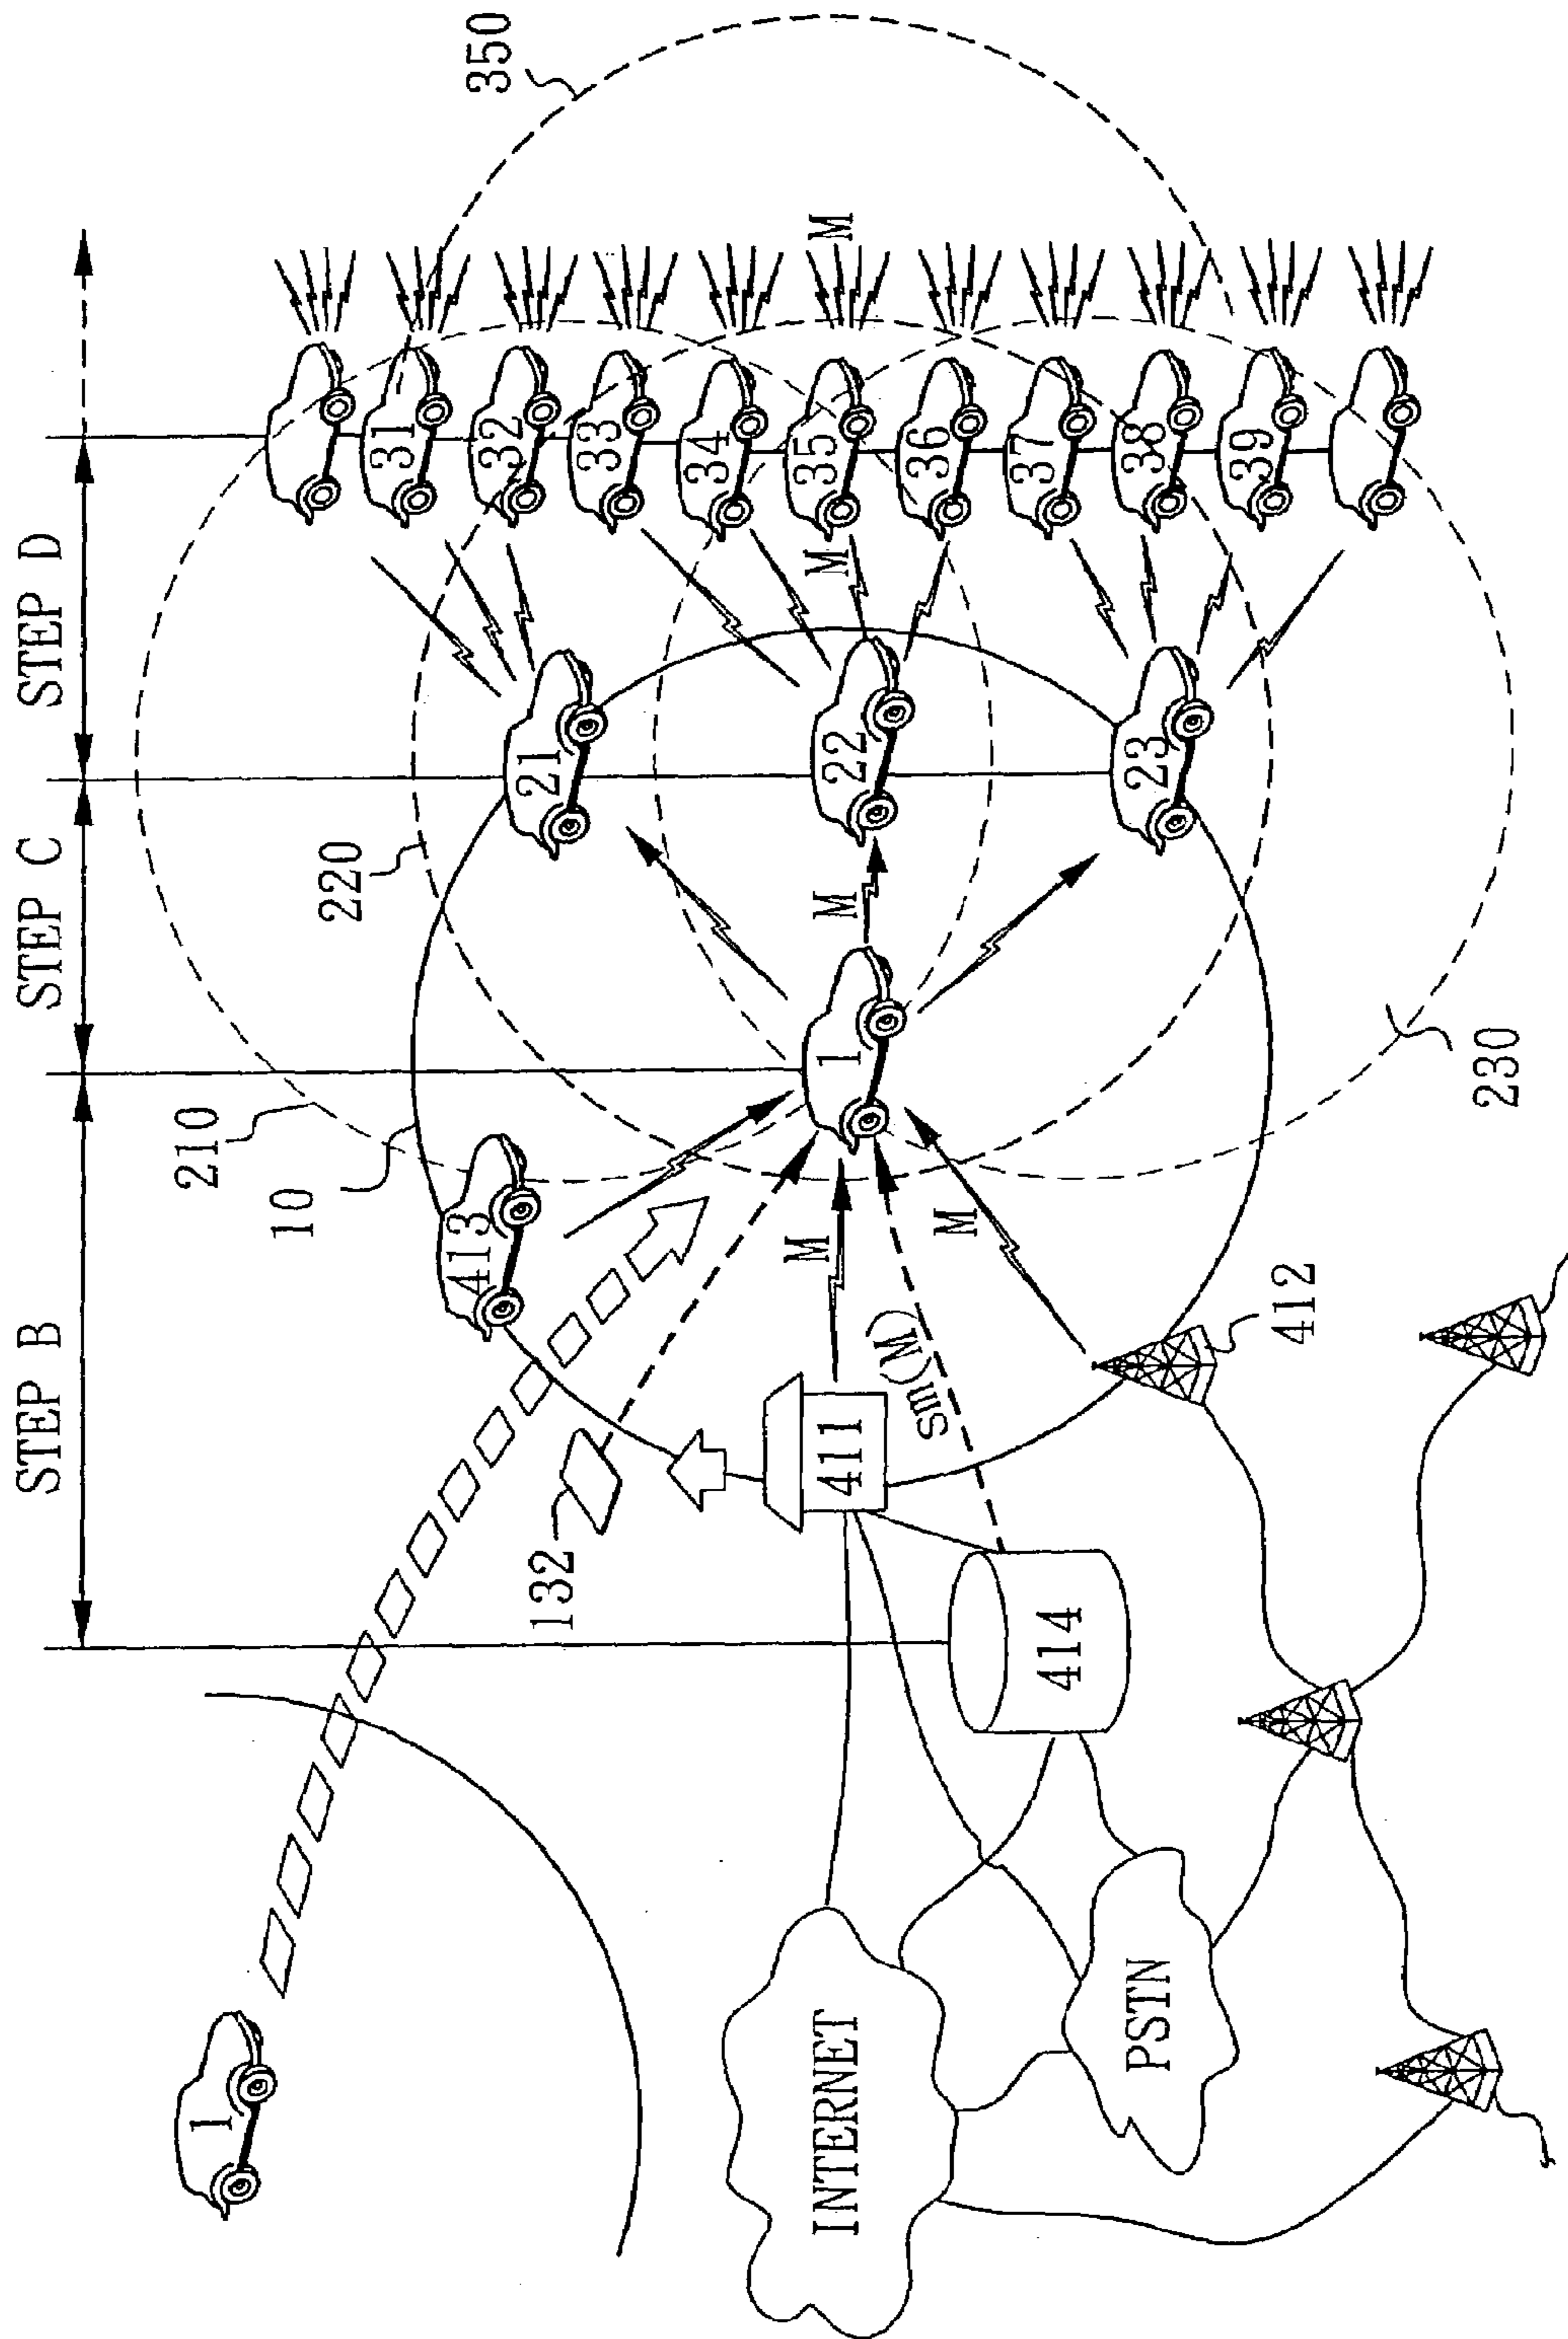 STEP B
STEP C
STEP D
1
210
10
220
350
413
21
31
32
33
132
M
34
M
411
1
M
22
M
35
M
sm(M)
36
INTERNET
414
M
37
PSTN
23
38
412
39
230